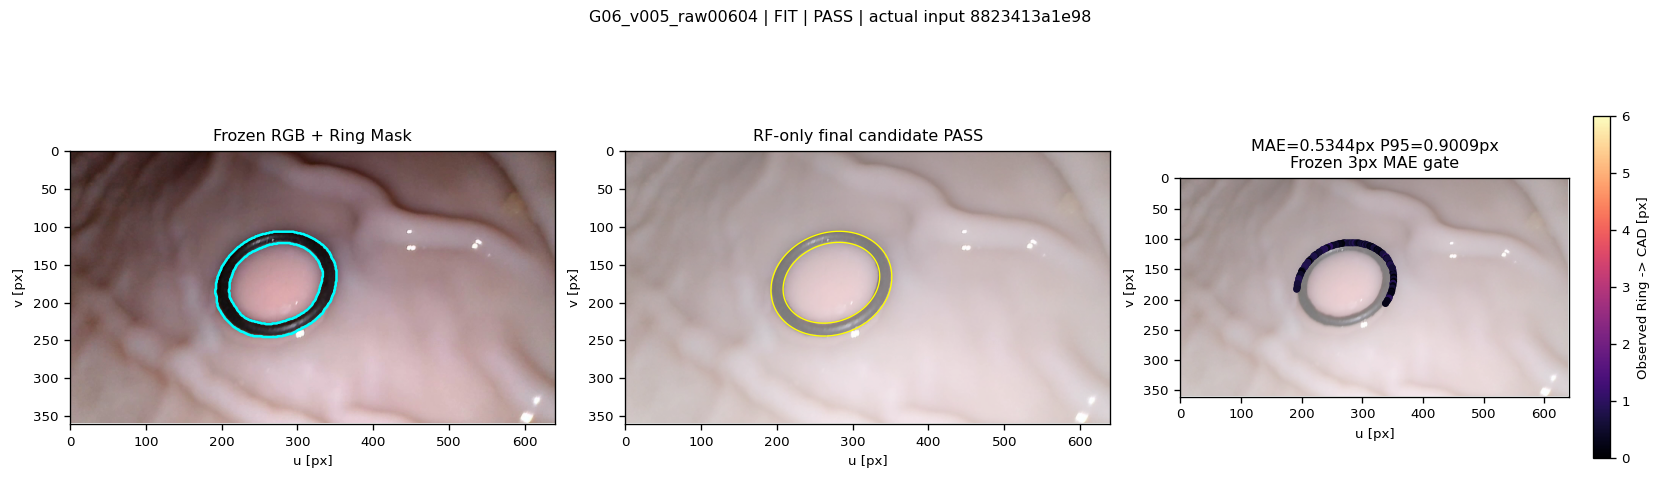 G06_v005_raw00604 | FIT | PASS | actual input 8823413a1e98
Frozen RGB + Ring Mask
0
50
100
150
200
250
300
350
v [px]
0 100 200 300 400 500 600
u [px]
RF-only final candidate PASS
0
50
100
150
200
250
300
350
v [px]
0 100 200 300 400 500 600
u [px]
MAE=0.5344px P95=0.9009px
Frozen 3px MAE gate
0
50
100
150
200
250
300
350
v [px]
0 100 200 300 400 500 600
u [px]
6
5
4
3
2
1
0
Observed Ring -> CAD [px]